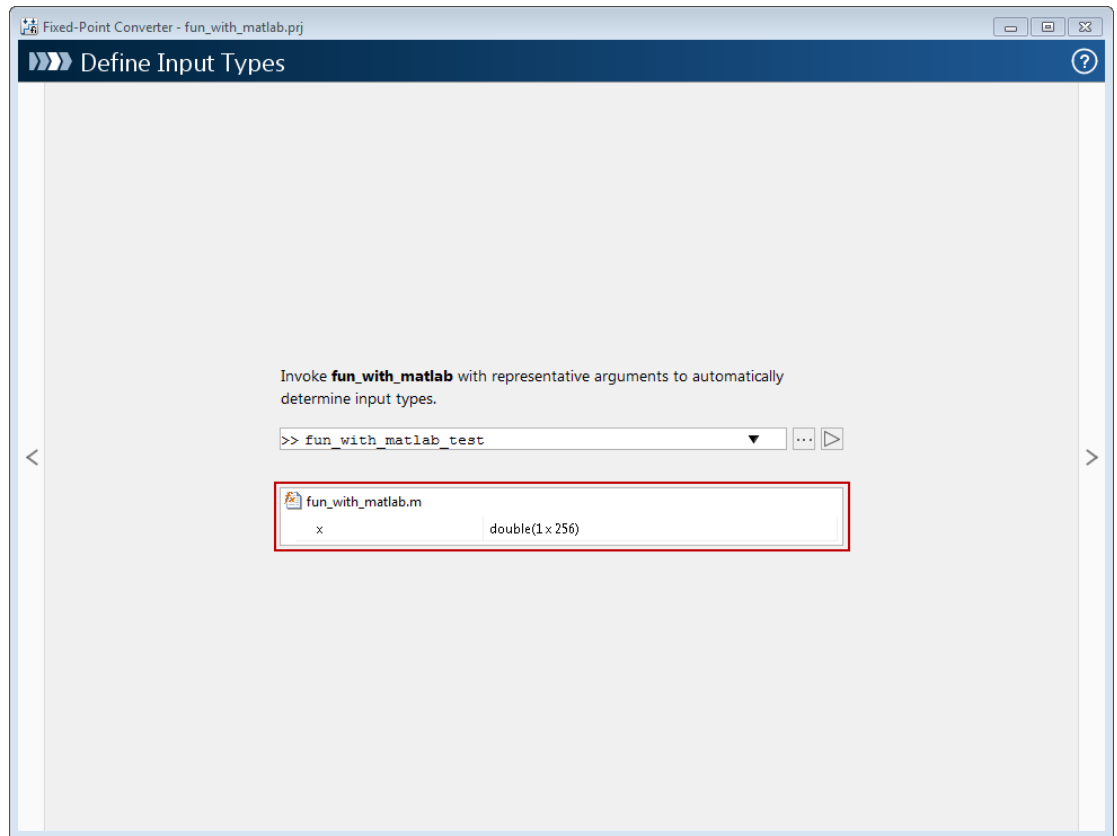 Fixed-Point Converter - fun_with_matlab.prj
Define Input Types
?
Invoke fun_with_matlab with representative arguments to automatically
determine input types.
>> fun_with_matlab_test
...
< >
fun_with_matlab.m
x double(1 x 256)